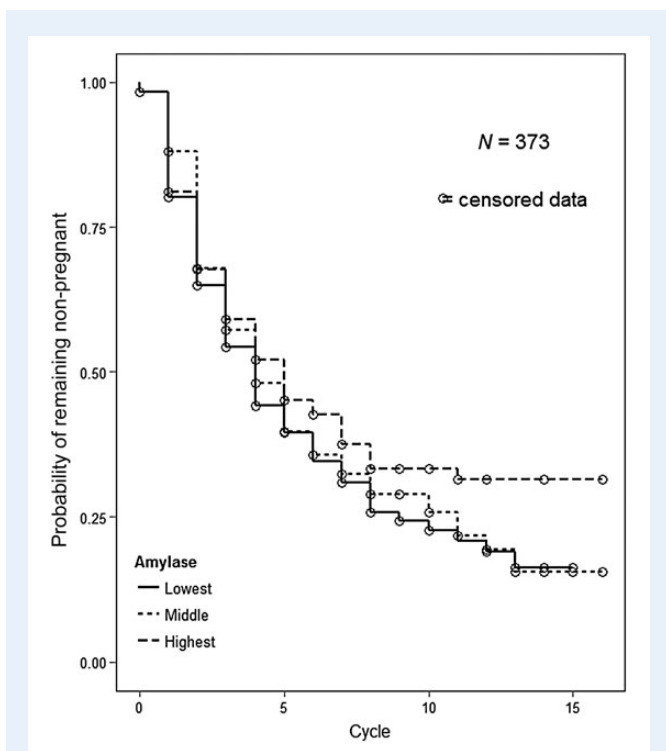 1.00
N = 373
= censored data
0.75
Probability of remaining non-pregnant
0.50
0.25
Amylase
Lowest
Middle
Highest
0.00
0
5
10
15
Cycle